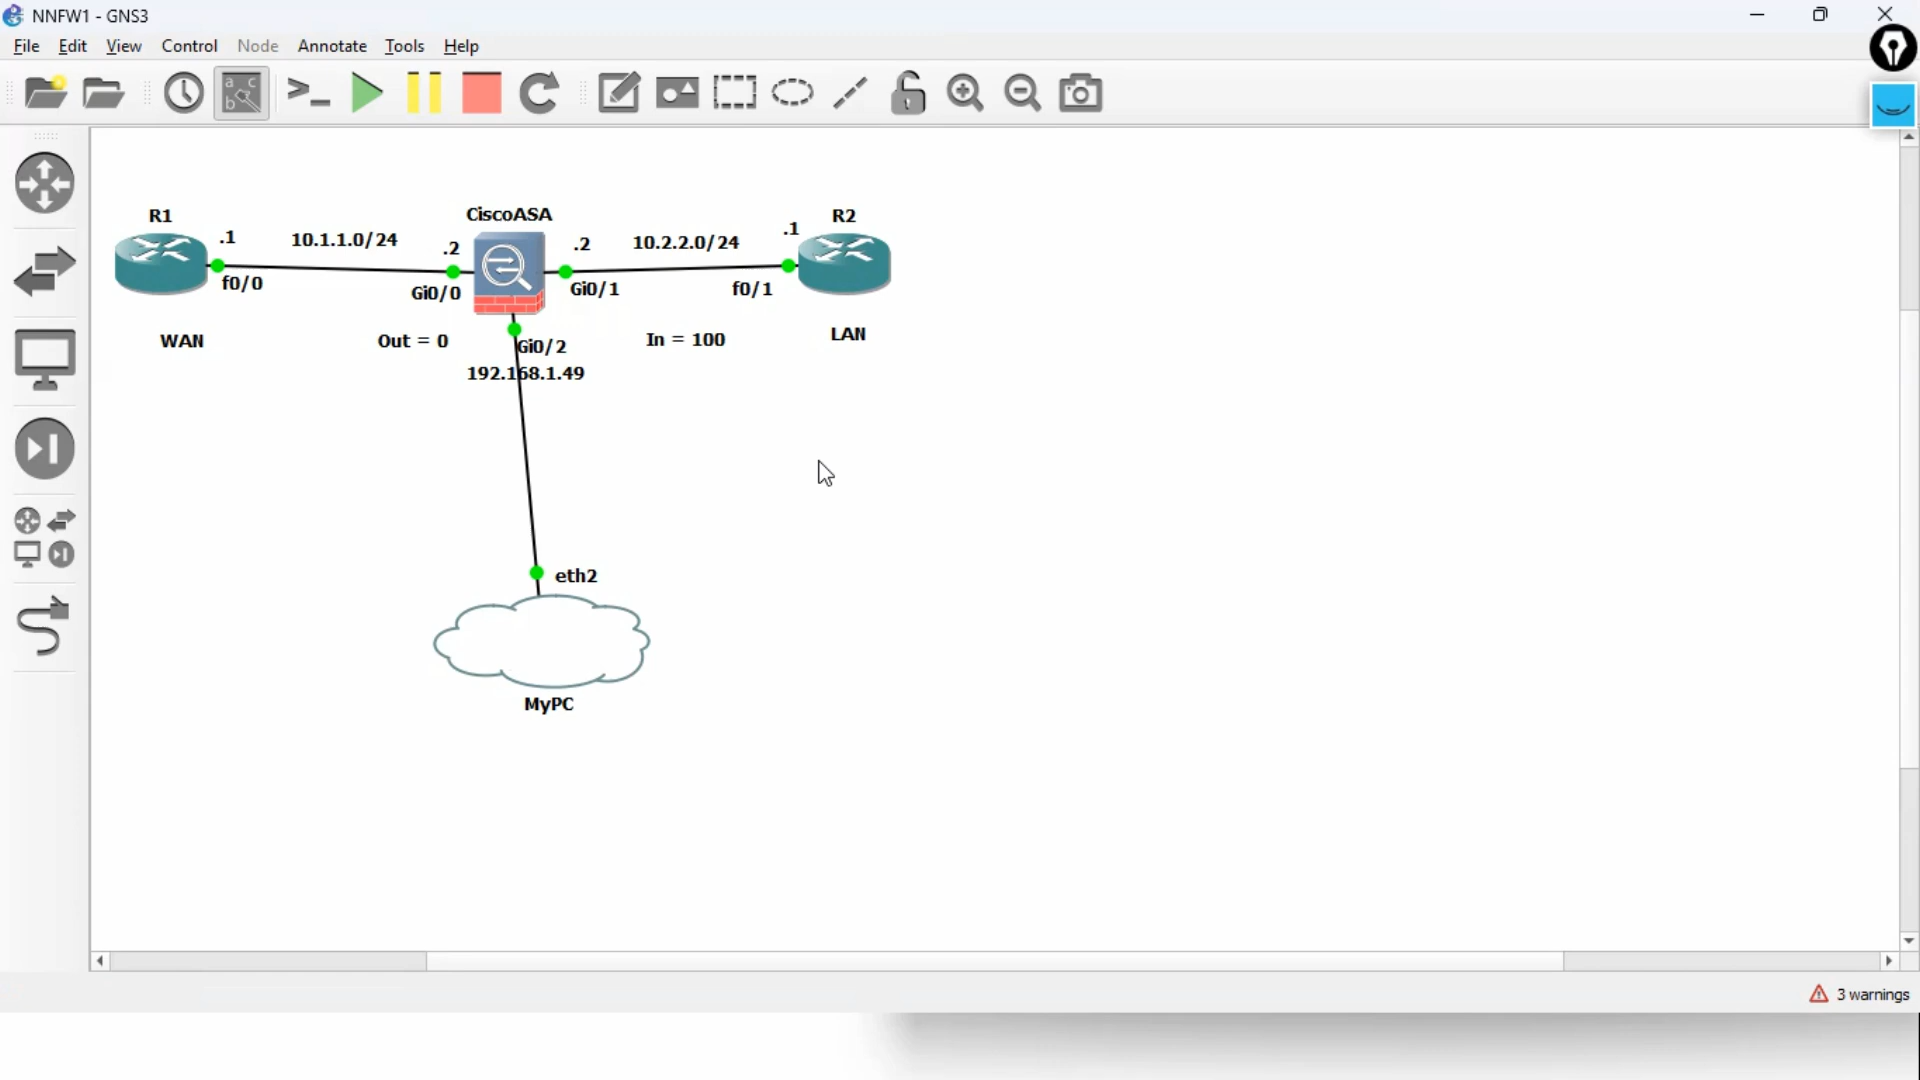 NNFW1 - GNS3
File Edit View Control Node Annotate Tools Help
a c
b
R1
CiscoASA
R2
.1
10.1.1.0/24
.2
.2
10.2.2.0/24
.1
f0/0
Gi0/0
Gi0/1
f0/1
WAN
Out = 0
Gi0/2
In = 100
LAN
192.168.1.49
eth2
MyPC
3 warnings